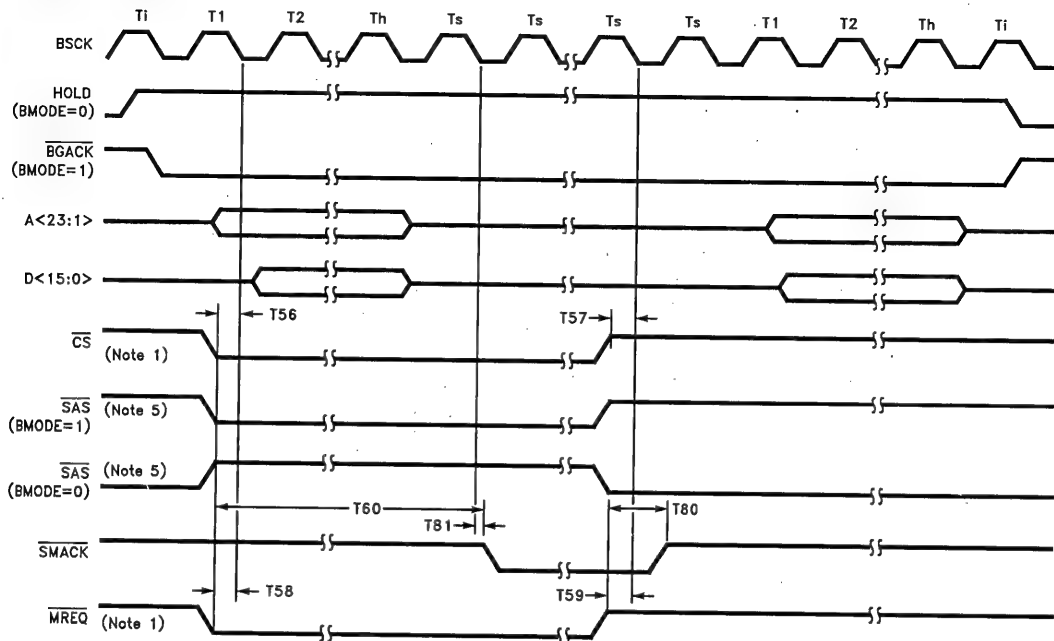 Ti T1 T2 Th Ts Ts Ts Ts T1 T2 Th Ti
BSCK
HOLD
(BMODE=0)
BGACK
(BMODE=1)
A<23:1>
D<15:0>
T56 T57
CS (Note 1)
SAS (Note 5)
(BMODE=1)
SAS (Note 5)
(BMODE=0)
T60 T80
T81
SMACK
T58 T59
MREQ (Note 1)